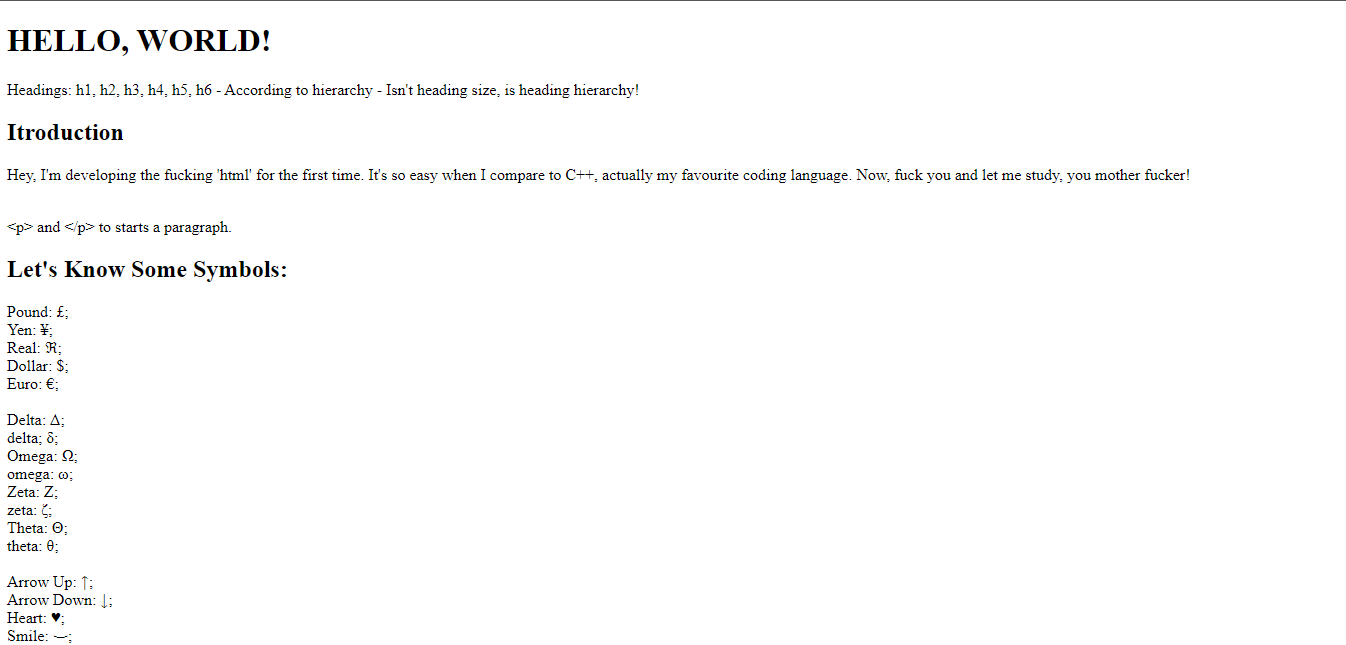 HELLO, WORLD!
Headings: h1, h2, h3, h4, h5, h6 - According to hierarchy - Isn't heading size, is heading hierarchy!
Itroduction
Hey, I'm developing the fucking 'html' for the first time. It's so easy when I compare to C++, actually my favourite coding language. Now, fuck you and let me study, you mother fucker!
<p> and </p> to starts a paragraph.
Let's Know Some Symbols:
Pound: £;
Yen: ¥;
Real: ℜ;
Dollar: $;
Euro: €;
Delta: Δ;
delta; δ;
Omega: Ω;
omega: ω;
Zeta: Ζ;
zeta: ζ;
Theta: Θ;
theta: θ;
Arrow Up: ↑;
Arrow Down: ↓;
Heart: ♥;
Smile: ⌣;